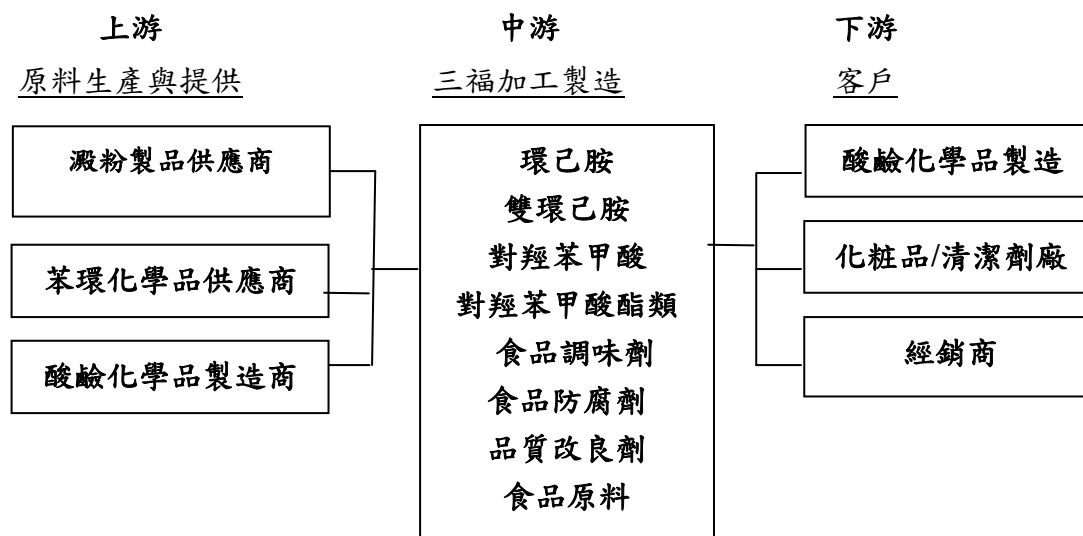 上游
原料生產與提供
澱粉製品供應商
苯環化學品供應商
酸鹼化學品製造商
中游
三福加工製造
環己胺
雙環己胺
對羥苯甲酸
對羥苯甲酸酯類
食品調味劑
食品防腐劑
品質改良劑
食品原料
下游
客戶
酸鹼化學品製造
化粧品/清潔劑廠
經銷商